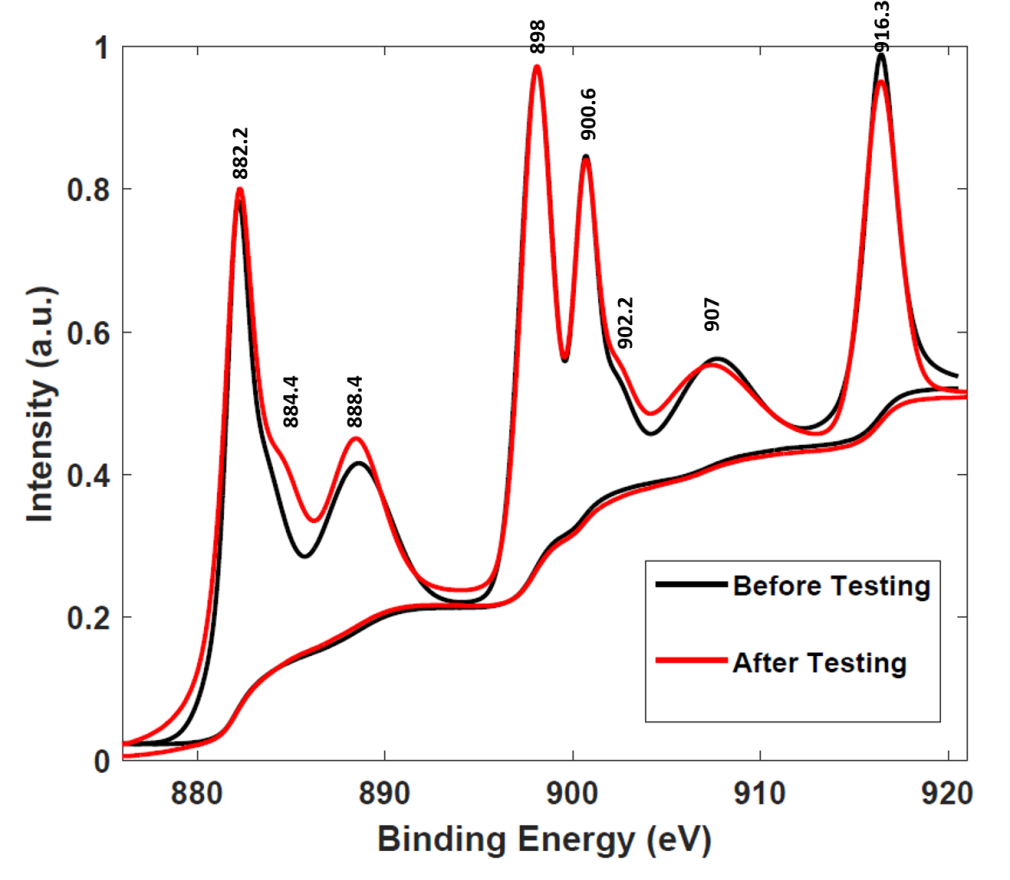 916.3
898
900.6
882.2
902.2
907
884.4
888.4
1
0.8
0.6
0.4
0.2
0
Intensity (a.u.)
Before Testing
After Testing
880 890 900 910 920
Binding Energy (eV)